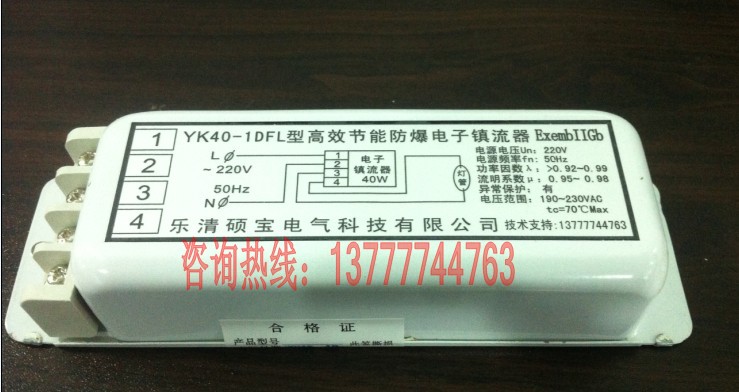 YK40-1DFL型高效节能防爆电子镇流器 ExembIIGb
1
2
3
4
L
~220V
50Hz
N
1
2
3
4
电子
镇流器
40W
灯管
电源电压Un: 220V
电源频率fn: 50Hz
功率因数λ: >0.92-0.99
流明系数μ: 0.95- 0.98
异常保护: 有
电压范围: 190~230VAC
tc=70℃Max
乐清硕宝电气科技有限公司 技术支持:13777744763
咨询热线：13777744763
合格证
产品型号